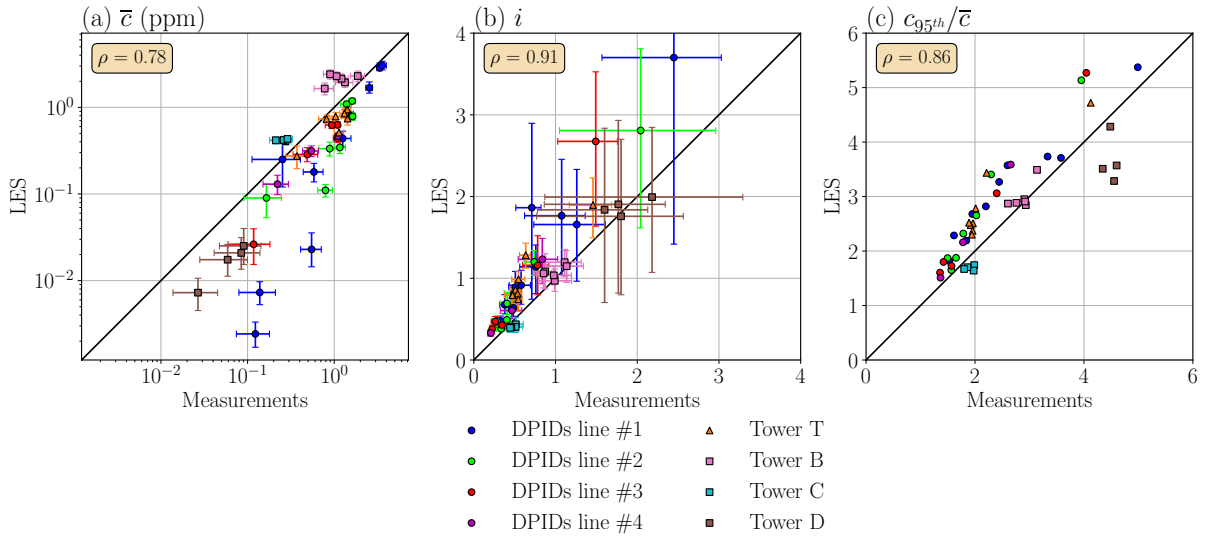 (a) c̅ (ppm)
(b) i
(c) c_{95^{th}}/c̅
ρ = 0.78
ρ = 0.91
ρ = 0.86
LES
10^0
10^{-1}
10^{-2}
10^{-2} 10^{-1} 10^0
Measurements
LES
4
3
2
1
0
0 1 2 3 4
Measurements
LES
6
5
4
3
2
1
0
0 2 4 6
Measurements
DPIDs line #1
DPIDs line #2
DPIDs line #3
DPIDs line #4
Tower T
Tower B
Tower C
Tower D